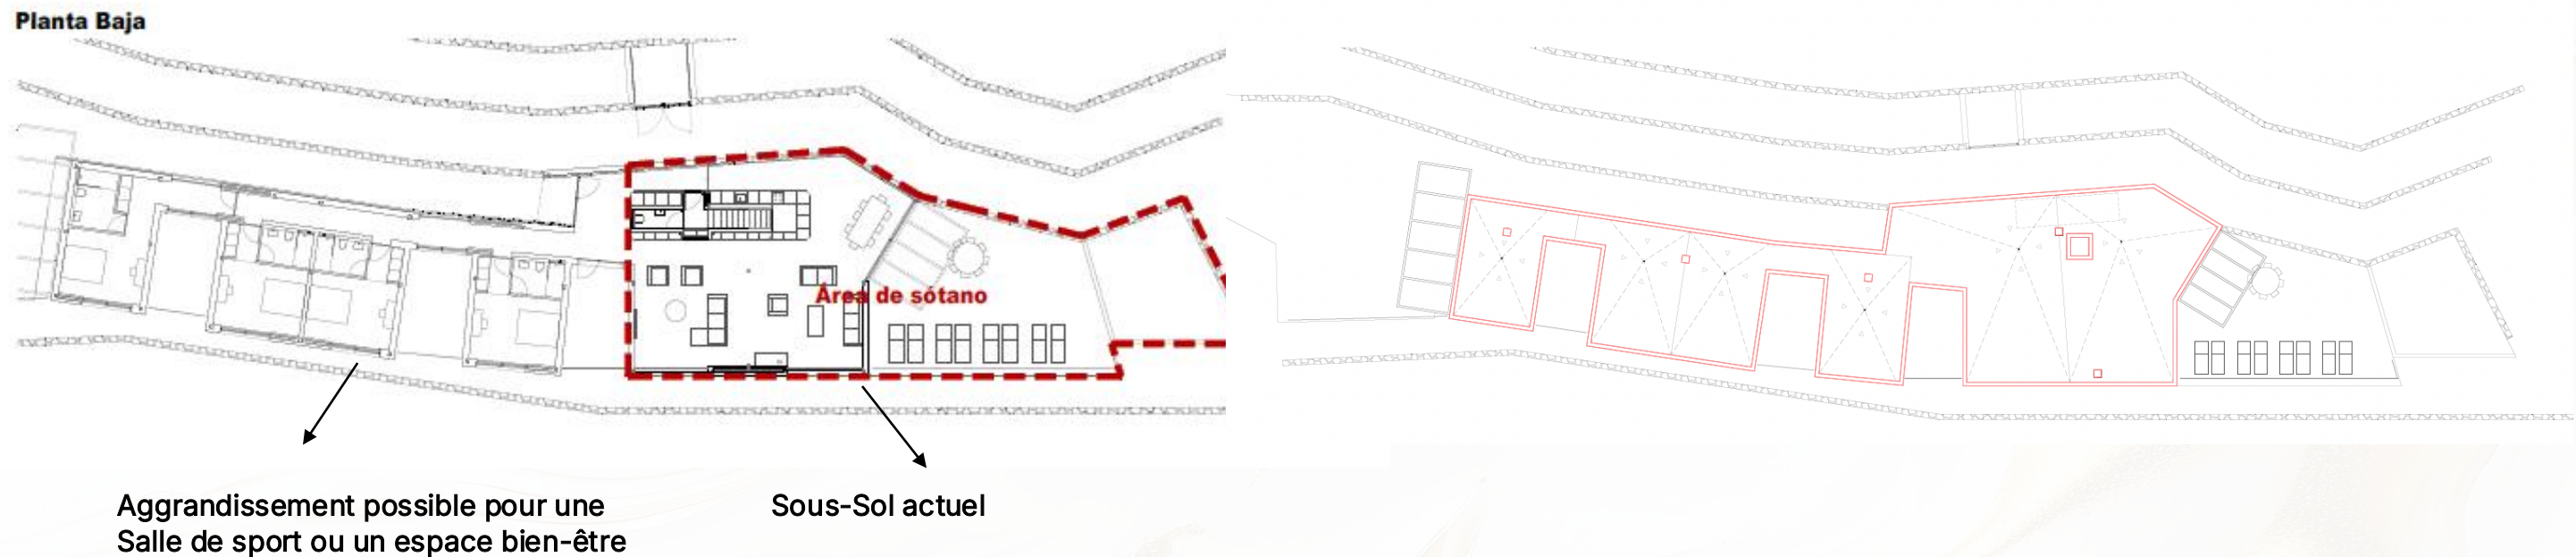 Planta Baja
Área de sótano
Aggrandissement possible pour une
Salle de sport ou un espace bien-être
Sous-Sol actuel